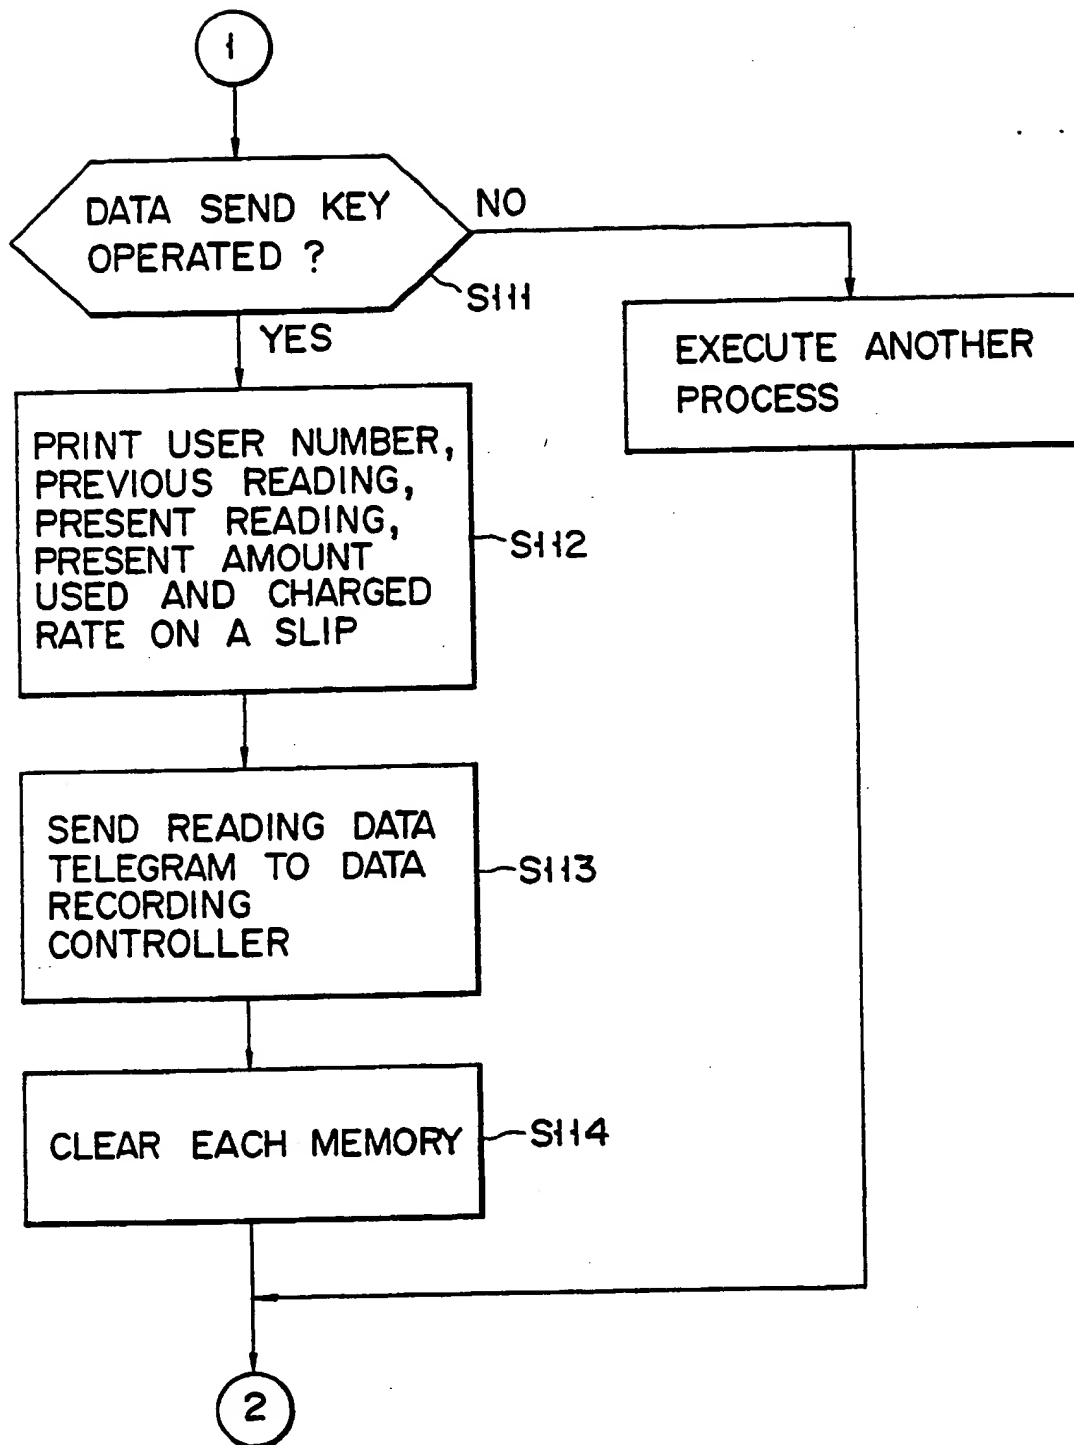 1
DATA SEND KEY
OPERATED ?
NO
S111
YES
EXECUTE ANOTHER
PROCESS
PRINT USER NUMBER,
PREVIOUS READING,
PRESENT READING,
PRESENT AMOUNT
USED AND CHARGED
RATE ON A SLIP
S112
SEND READING DATA
TELEGRAM TO DATA
RECORDING
CONTROLLER
S113
CLEAR EACH MEMORY
S114
2